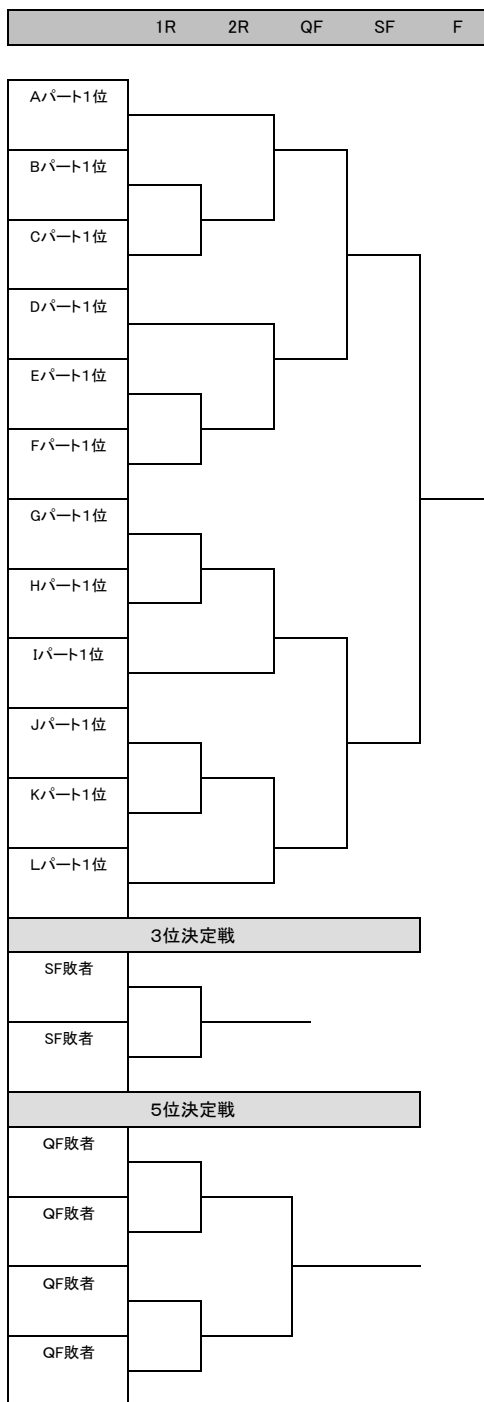 1R 2R QF SF F
Aパート1位
Bパート1位
Cパート1位
Dパート1位
Eパート1位
Fパート1位
Gパート1位
Hパート1位
Iパート1位
Jパート1位
Kパート1位
Lパート1位
3位決定戦
SF敗者
SF敗者
5位決定戦
QF敗者
QF敗者
QF敗者
QF敗者